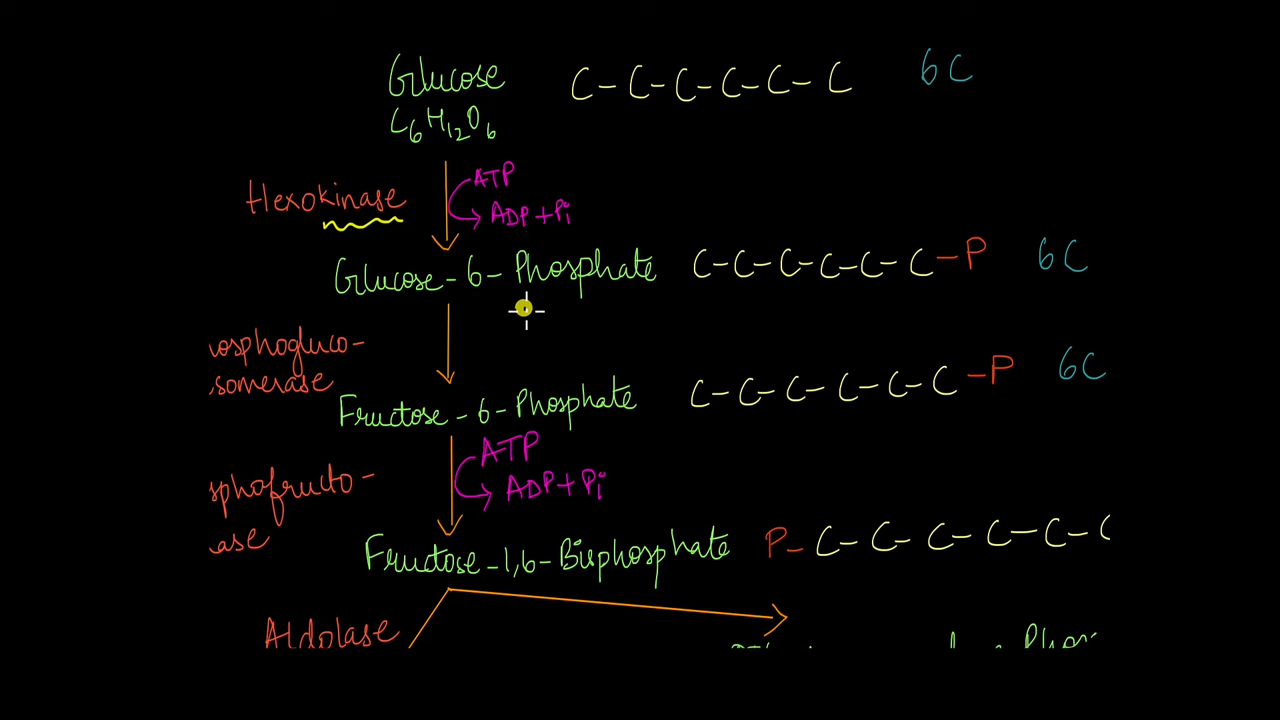 Glucose C-C-C-C-C-C 6C
C6H12O6
Hexokinase ATP
ADP+Pi
Glucose-6-Phosphate C-C-C-C-C-C-P 6C
osphogluco-
somerase
Fructose-6-Phosphate C-C-C-C-C-C-P 6C
ATP
sphofructo- ADP+Pi
ase
Fructose-1,6-Bisphosphate P-C-C-C-C-C-C
Aldolase